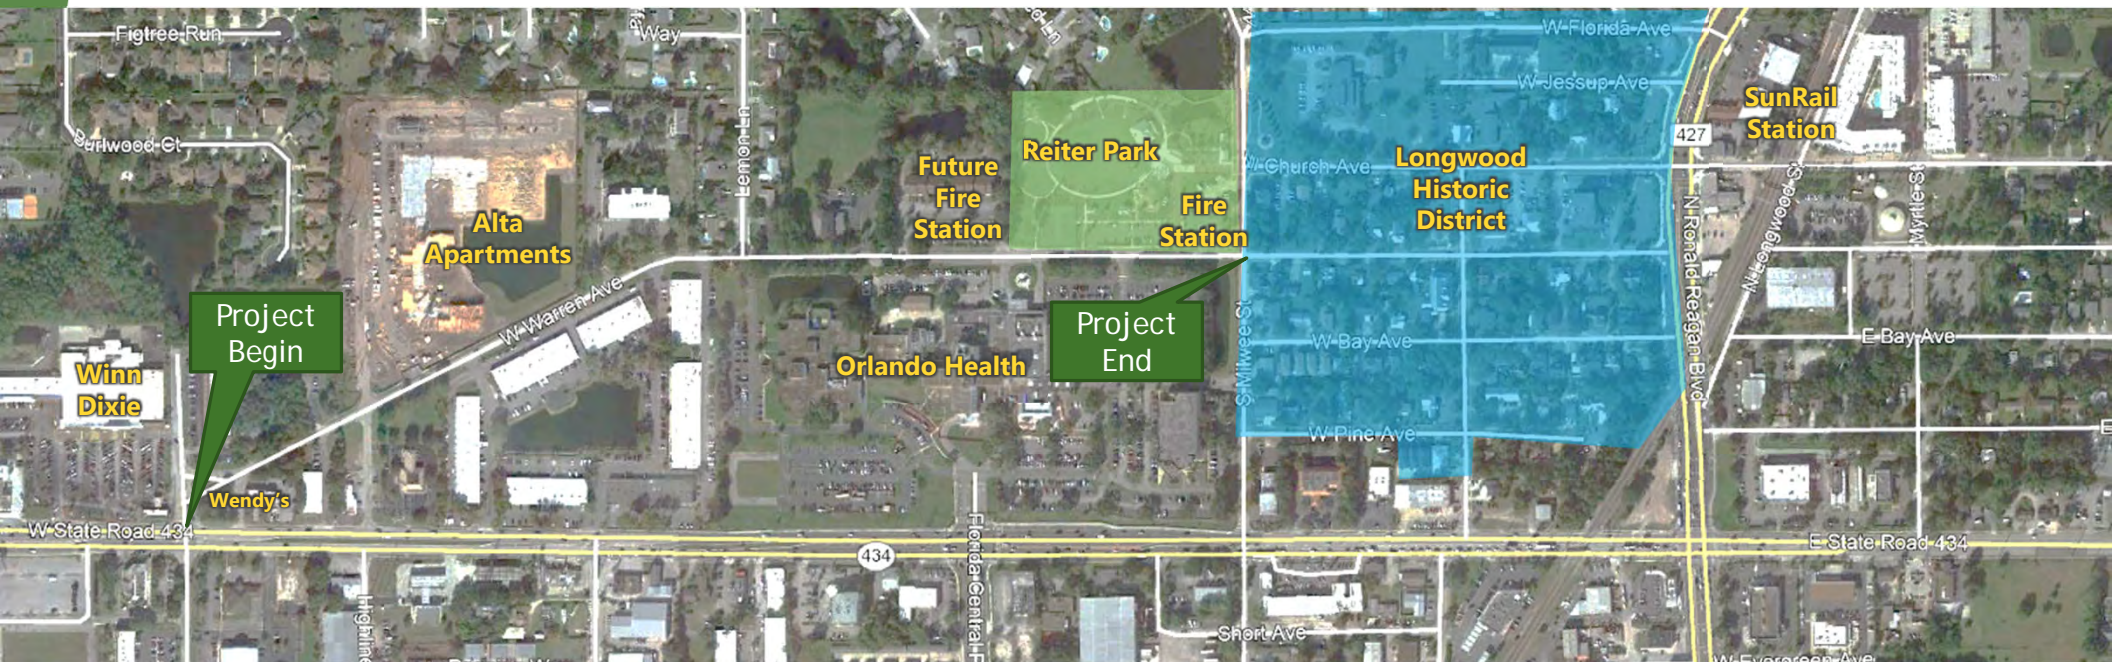 Figtree Run
Way
W Florida Ave
W Jessup Ave
SunRail
Station
427
Burlwood Ct
Lemon Ln
Reiter Park
Future
Fire
Station
W Church Ave
Longwood
Historic
District
Fire
Station
Alta
Apartments
N Longwood St
Myrtle St
N Ronald Reagan Blvd
Project
Begin
W Warren Ave
Project
End
S Milwee St
W Bay Ave
E Bay Ave
Orlando Health
Winn
Dixie
W Pine Ave
E
Wendy's
W State Road 434
434
E State Road 434
Florida Central P
Highline
Short Ave
W Evergreen Ave